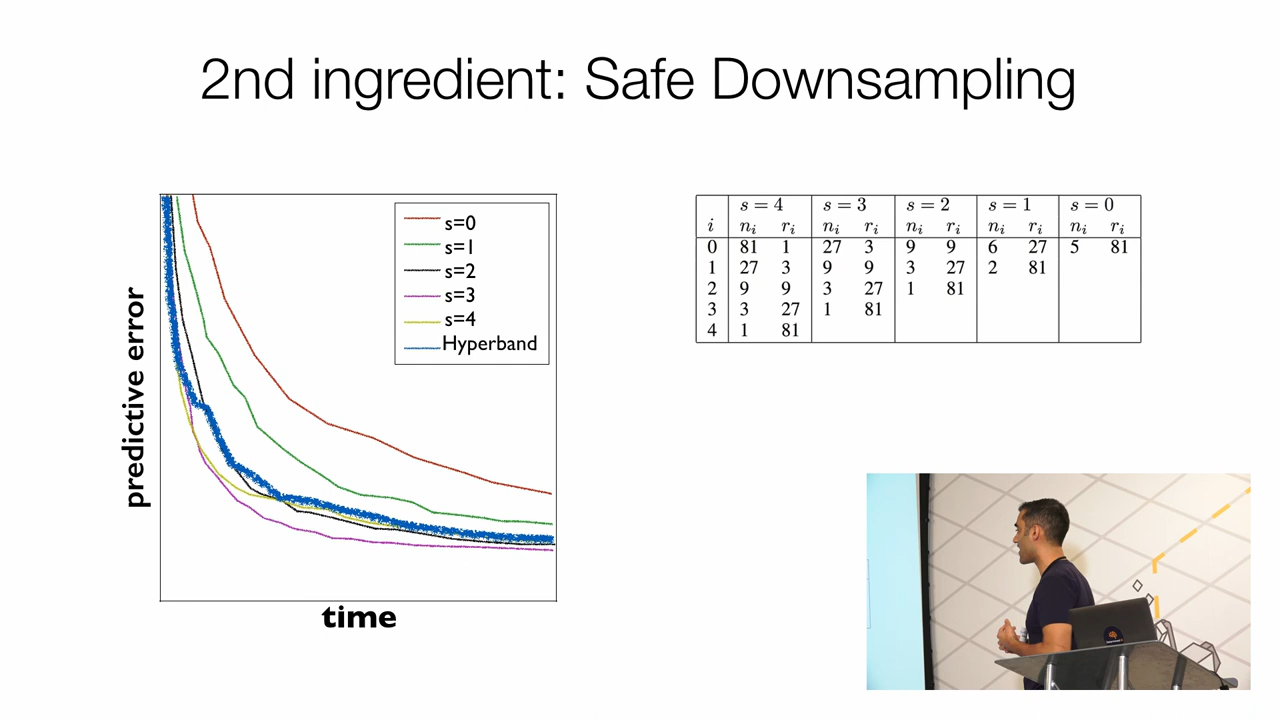 2nd ingredient: Safe Downsampling
predictive error
s=0
s=1
s=2
s=3
s=4
Hyperband
time
s = 4 s = 3 s = 2 s = 1 s = 0
i n_i r_i n_i r_i n_i r_i n_i r_i n_i r_i
0 81 1 27 3 9 9 6 27 5 81
1 27 3 9 9 3 27 2 81
2 9 9 3 27 1 81
3 3 27 1 81
4 1 81